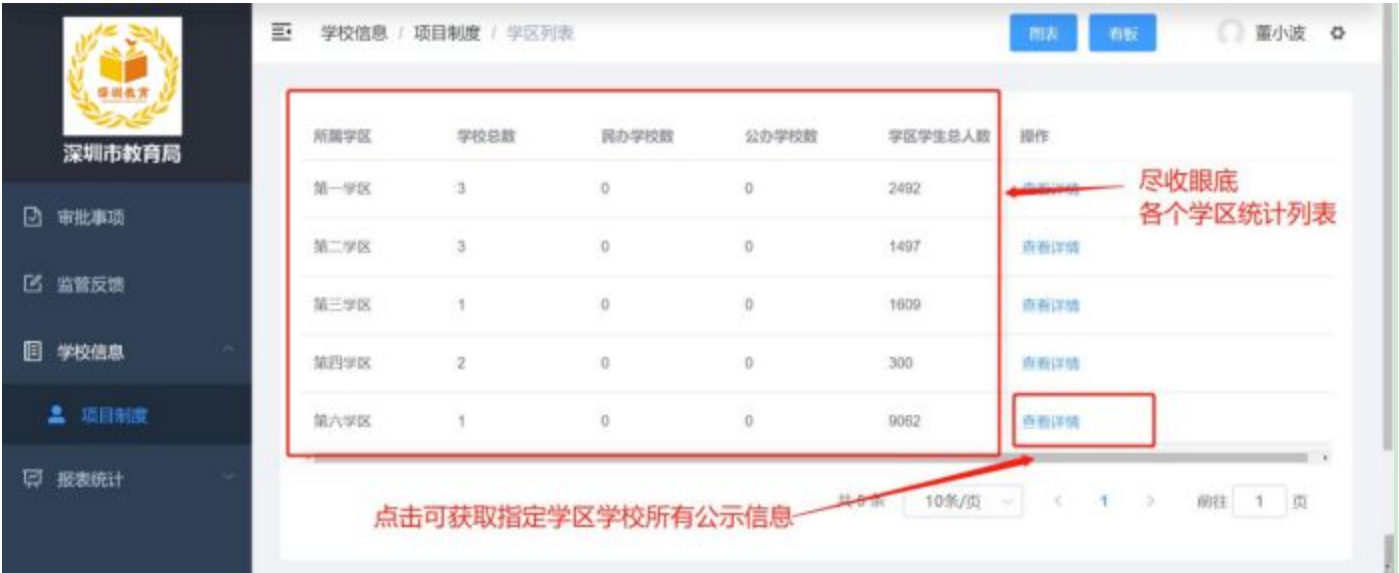 学校信息 / 项目制度 / 学区列表
图表 看板 董小波
深圳教育
深圳市教育局
审批事项
监管反馈
学校信息
项目制度
报表统计
所属学区 学校总数 民办学校数 公办学校数 学区学生总人数 操作
第一学区 3 0 0 2492 查看详情
第二学区 3 0 0 1497 查看详情
第三学区 1 0 0 1609 查看详情
第四学区 2 0 0 300 查看详情
第六学区 1 0 0 9062 查看详情
尽收眼底
各个学区统计列表
点击可获取指定学区学校所有公示信息
共 5 条 10条/页 < 1 > 前往 1 页